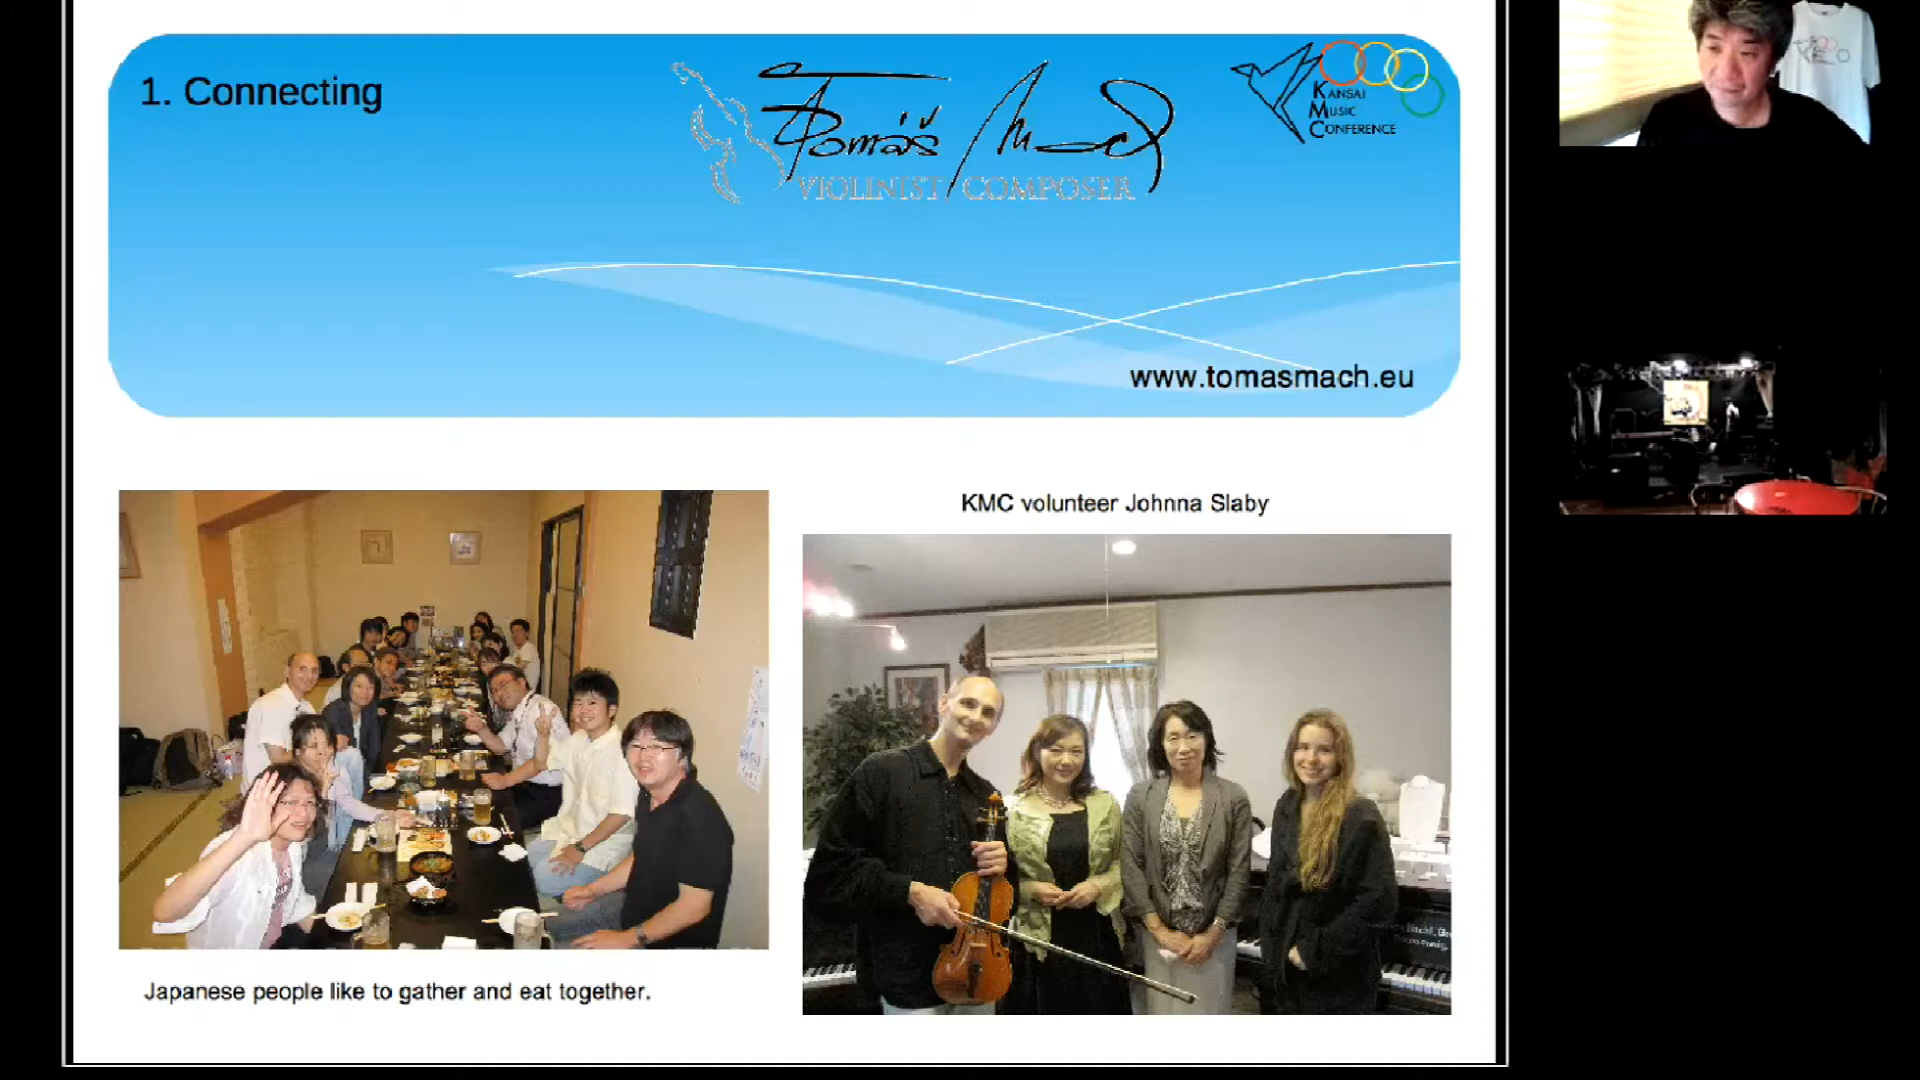 1. Connecting
Tomáš Mach
VIOLINIST COMPOSER
KANSAI
MUSIC
CONFERENCE
www.tomasmach.eu
KMC volunteer Johnna Slaby
Japanese people like to gather and eat together.